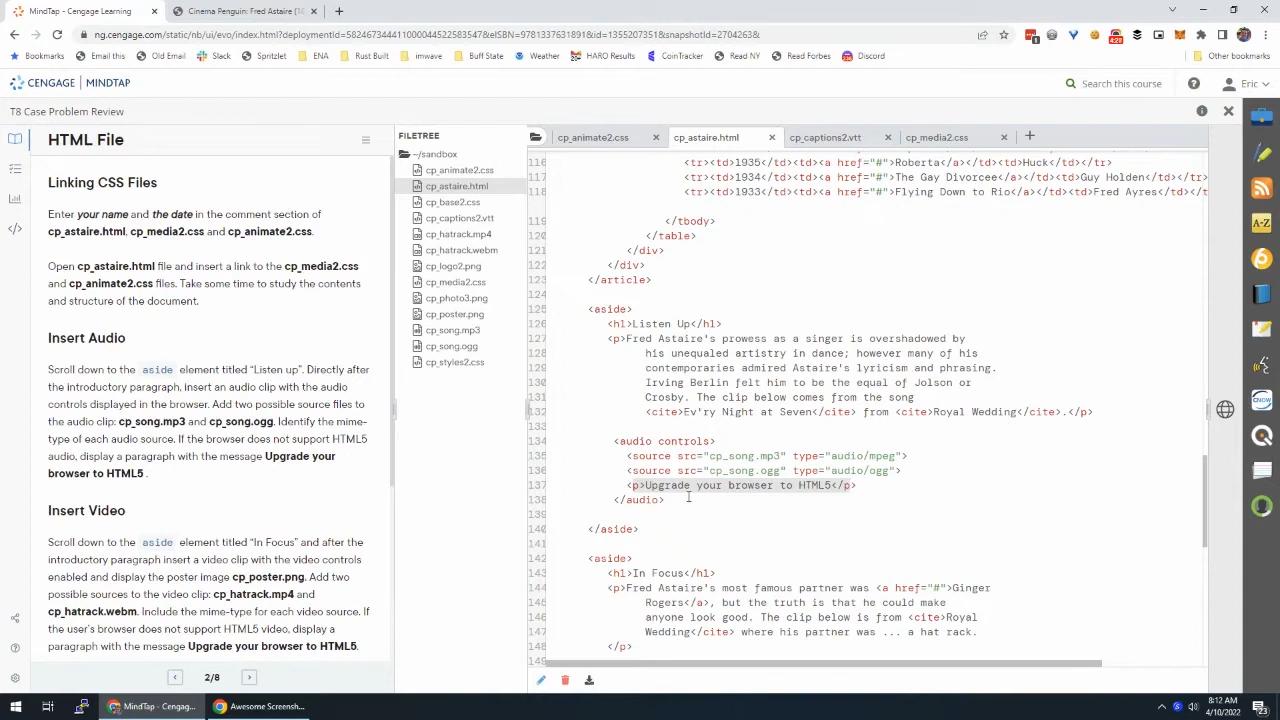 MindTap - Cengage Learning
Cinema Penguin: Fred Astaire [1
ng.cengage.com/static/nb/ui/evo/index.html?deploymentId=58246734441100044522583547&eISBN=9781337631891&id=1355207351&snapshotId=2704263&
4:20
Bookmarks
Email this
Old Email
Slack
Spritzlet
ENA
Rust Built
imwave
Buff State
Weather
HARO Results
CoinTracker
Read NY
Read Forbes
Discord
Other bookmarks
CENGAGE | MINDTAP
Search this course
Eric
T8 Case Problem Review
HTML File
Linking CSS Files
Enter your name and the date in the comment section of
cp_astaire.html, cp_media2.css and cp_animate2.css.
Open cp_astaire.html file and insert a link to the cp_media2.css
and cp_animate2.css files. Take some time to study the contents
and structure of the document.
Insert Audio
Scroll down to the aside element titled “Listen up”. Directly after
the introductory paragraph, insert an audio clip with the audio
controls displayed in the browser. Add two possible source files to
the audio clip: cp_song.mp3 and cp_song.ogg. Identify the mime-
type of each audio source. If the browser does not support HTML5
audio, display a paragraph with the message Upgrade your
browser to HTML5 .
Insert Video
Scroll down to the aside element titled “In Focus” and after the
introductory paragraph insert a video clip with the video controls
enabled and display the poster image cp_poster.png. Add two
possible sources to the video clip: cp_hatrack.mp4 and
cp_hatrack.webm. Include the mime-type for each video source. If
the user's browser does not support HTML5 video, display a
paragraph with the message Upgrade your browser to HTML5.
2/8
FILETREE
~/sandbox
cp_animate2.css
cp_astaire.html
cp_base2.css
cp_captions2.vtt
cp_hatrack.mp4
cp_hatrack.webm
cp_logo2.png
cp_media2.css
cp_photo3.png
cp_poster.png
cp_song.mp3
cp_song.ogg
cp_styles2.css
cp_animate2.css
cp_astaire.html
cp_captions2.vtt
cp_media2.css
116 <tr><td>1935</td><td><a href="#">Roberta</a></td><td>Huck</td></tr>
117 <tr><td>1934</td><td><a href="#">The Gay Divorcee</a></td><td>Guy Holden</td></tr>
118 <tr><td>1933</td><td><a href="#">Flying Down to Rio</a></td><td>Fred Ayres</td></t
119 </tbody>
120 </table>
121 </div>
122 </div>
123 </article>
124
125 <aside>
126 <h1>Listen Up</h1>
127 <p>Fred Astaire's prowess as a singer is overshadowed by
128 his unequaled artistry in dance; however many of his
129 contemporaries admired Astaire's lyricism and phrasing.
130 Irving Berlin felt him to be the equal of Jolson or
131 Crosby. The clip below comes from the song
132 <cite>Ev'ry Night at Seven</cite> from <cite>Royal Wedding</cite>.</p>
133
134 <audio controls>
135 <source src="cp_song.mp3" type="audio/mpeg">
136 <source src="cp_song.ogg" type="audio/ogg">
137 <p>Upgrade your browser to HTML5</p>
138 </audio>
139
140 </aside>
141
142 <aside>
143 <h1>In Focus</h1>
144 <p>Fred Astaire's most famous partner was <a href="#">Ginger
145 Rogers</a>, but the truth is that he could make
146 anyone look good. The clip below is from <cite>Royal
147 Wedding</cite> where his partner was ... a hat rack.
148 </p>
149
A-Z
CNOW
MindTap - Cengag...
Awesome Screensh...
8:12 AM
4/10/2022
23